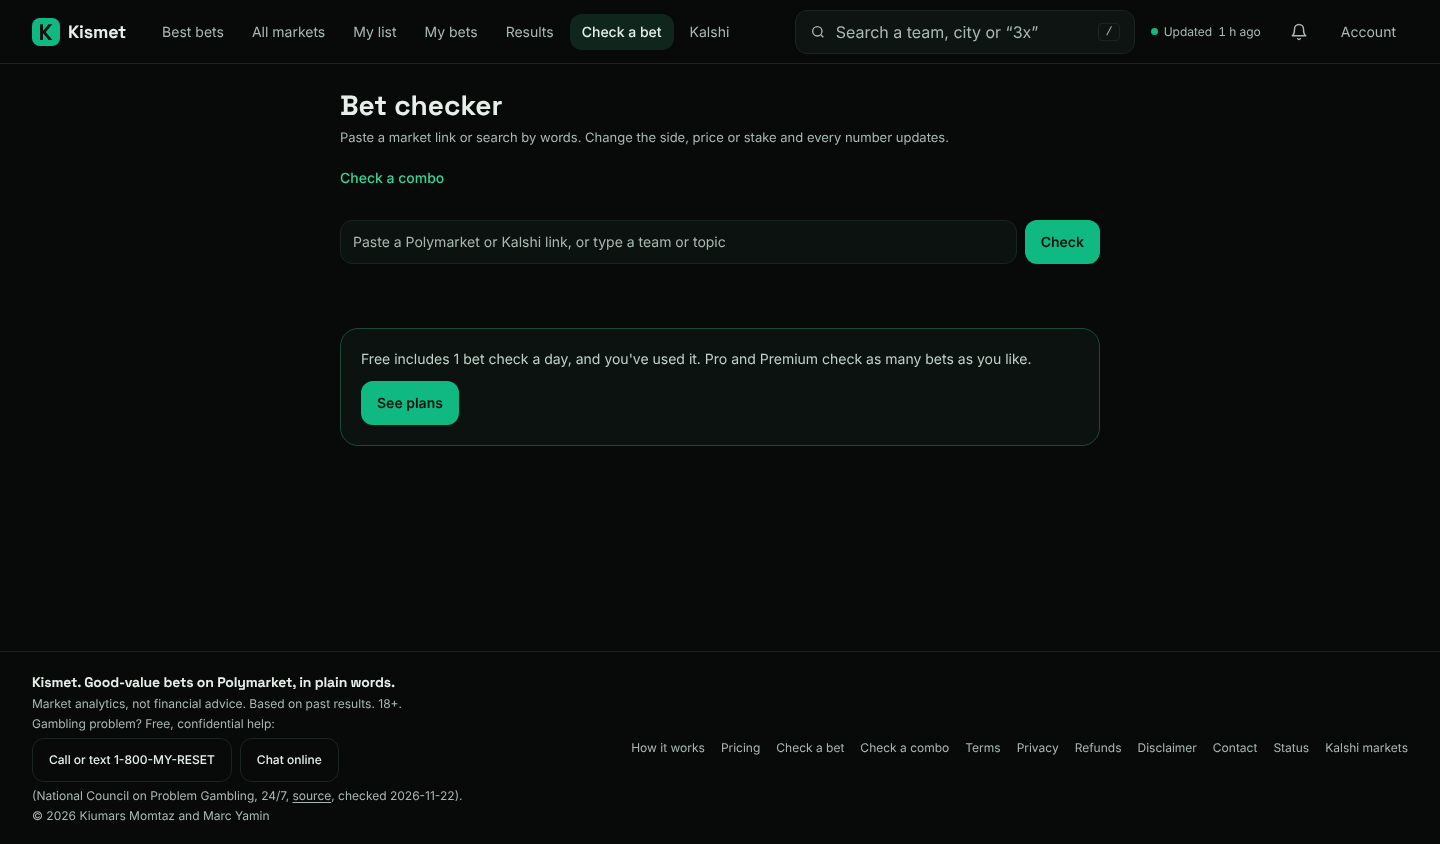 K Kismet
Best bets
All markets
My list
My bets
Results
Check a bet
Kalshi
Search a team, city or “3x”
/
Updated 1 h ago
Account
Bet checker
Paste a market link or search by words. Change the side, price or stake and every number updates.
Check a combo
Paste a Polymarket or Kalshi link, or type a team or topic
Check
Free includes 1 bet check a day, and you've used it. Pro and Premium check as many bets as you like.
See plans
Kismet. Good-value bets on Polymarket, in plain words.
Market analytics, not financial advice. Based on past results. 18+.
Gambling problem? Free, confidential help:
Call or text 1-800-MY-RESET
Chat online
(National Council on Problem Gambling, 24/7, source, checked 2026-11-22).
© 2026 Kiumars Momtaz and Marc Yamin
How it works
Pricing
Check a bet
Check a combo
Terms
Privacy
Refunds
Disclaimer
Contact
Status
Kalshi markets